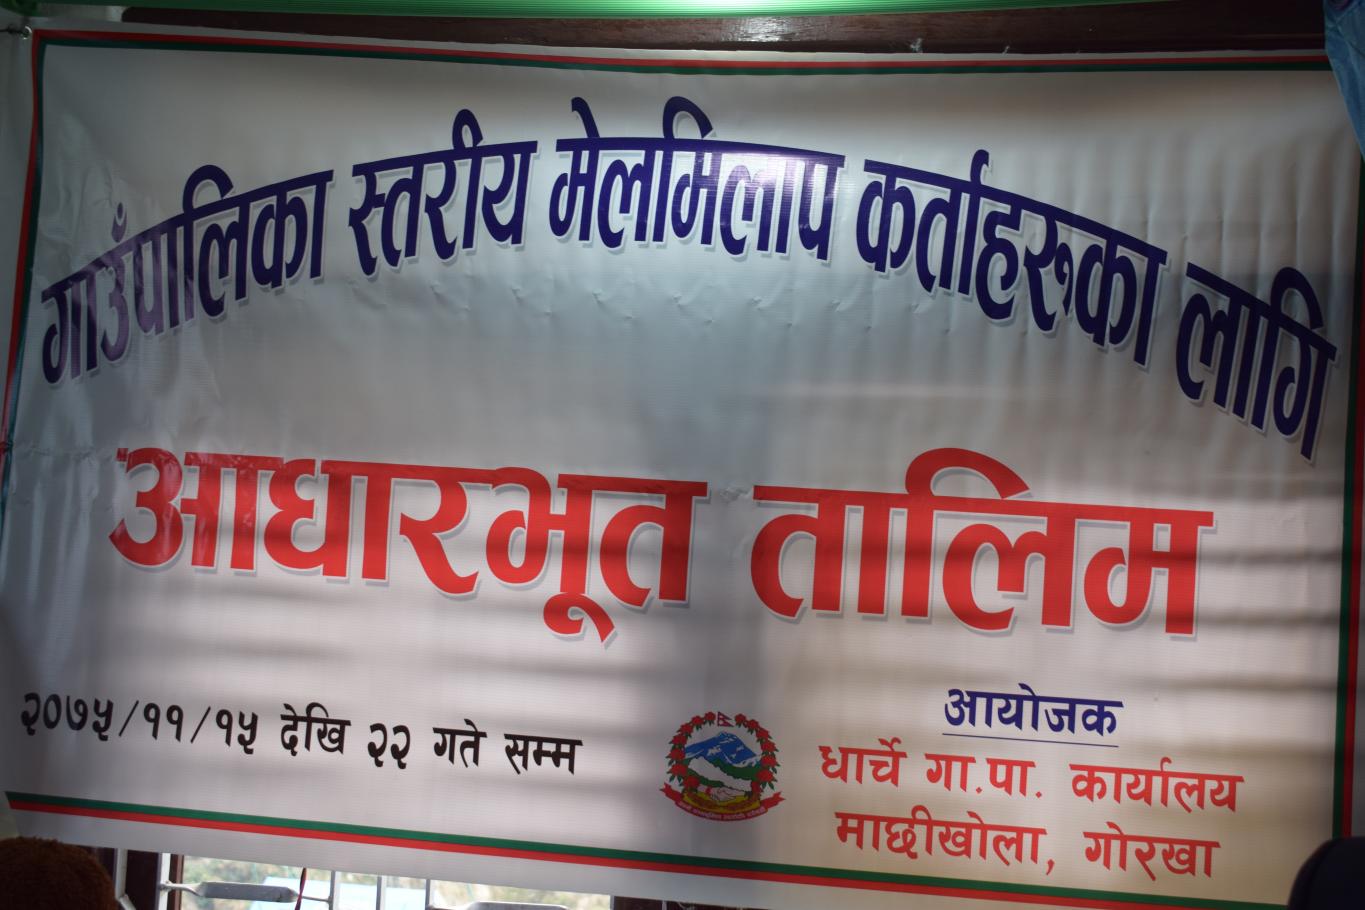 गाउँपालिका स्तरीय मेलमिलाप कर्ताहरूका लागि
आधारभूत तालिम
२०७५/११/१५ देखि २२ गते सम्म
आयोजक
धार्चे गा.पा. कार्यालय
माछीखोला, गोरखा